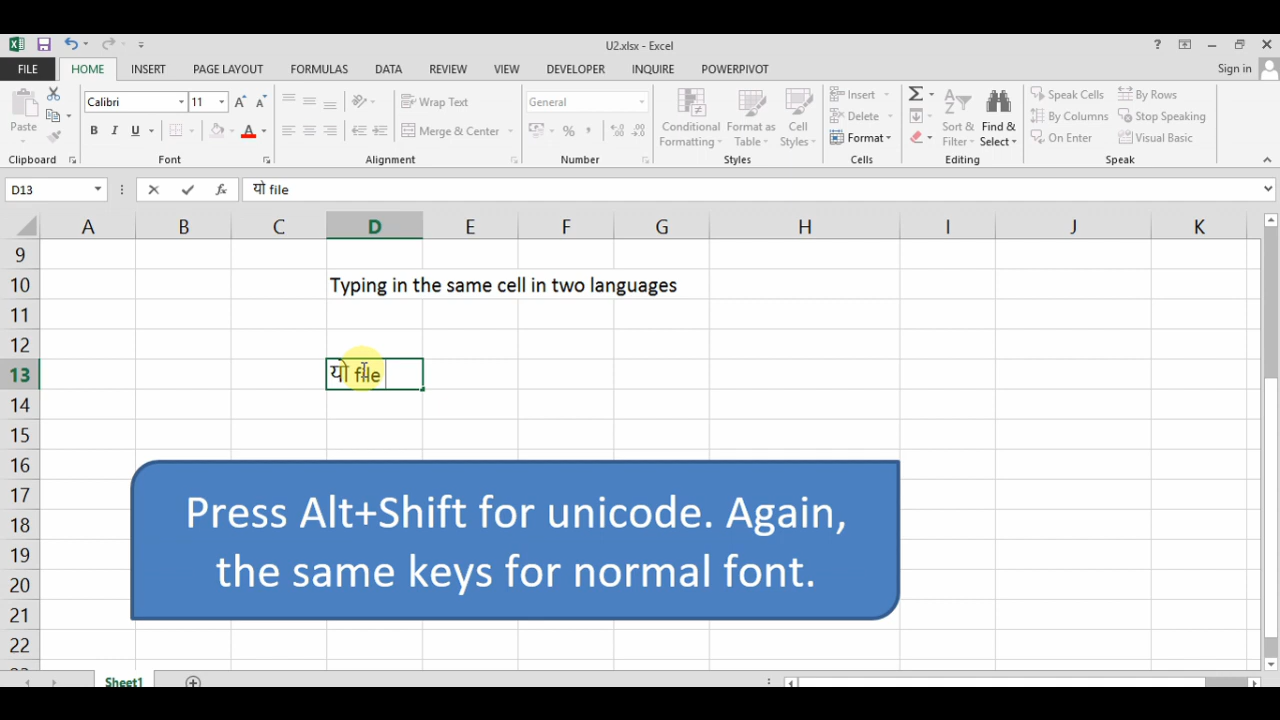 U2.xlsx - Excel
?
Sign in
FILE HOME INSERT PAGE LAYOUT FORMULAS DATA REVIEW VIEW DEVELOPER INQUIRE POWERPIVOT
Paste
Calibri 11
B I U
Wrap Text
Merge & Center
General
%
Conditional Formatting
Format as Table
Cell Styles
Insert
Delete
Format
Σ
Sort & Filter
Find & Select
Speak Cells
By Rows
By Columns
Stop Speaking
On Enter
Visual Basic
Clipboard Font Alignment Number Styles Cells Editing Speak
D13 fx यो file
A B C D E F G H I J K
9
10 Typing in the same cell in two languages
11
12
13 यो file
14
15
16
17
18
19
20
21
22
Press Alt+Shift for unicode. Again,
the same keys for normal font.
Sheet1